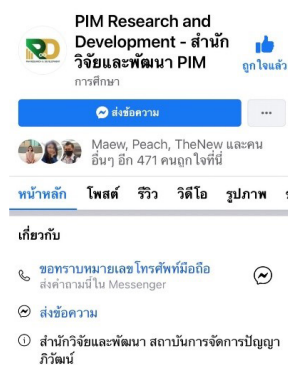 PIM Research and
Development - สำนัก
วิจัยและพัฒนา PIM
ถูกใจแล้ว
การศึกษา
ส่งข้อความ
Maew, Peach, TheNew และคน
อื่นๆ อีก 471 คนถูกใจที่นี่
หน้าหลัก โพสต์ รีวิว วิดีโอ รูปภาพ
เกี่ยวกับ
ขอทราบหมายเลขโทรศัพท์มือถือ
ส่งคำถามนี้ใน Messenger
ส่งข้อความ
สำนักวิจัยและพัฒนา สถาบันการจัดการปัญญา
ภิวัฒน์